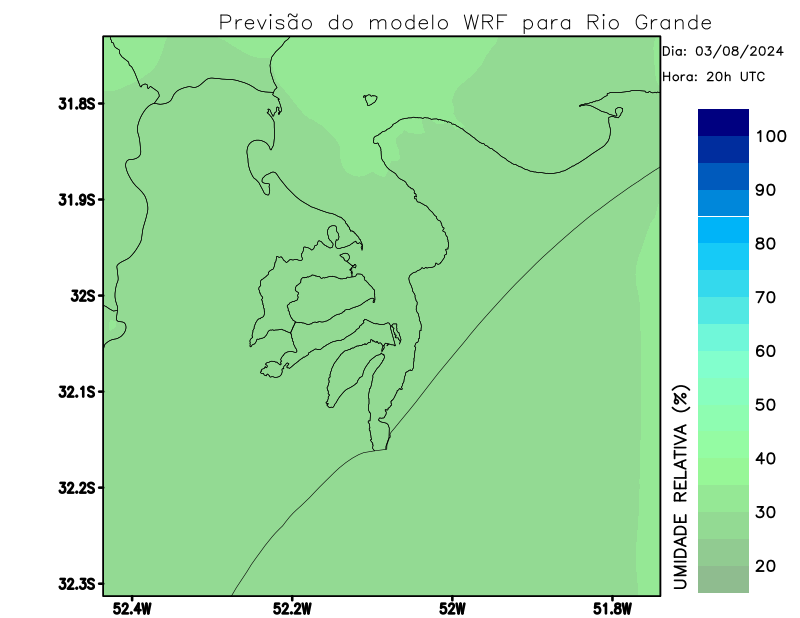 Previsão do modelo WRF para Rio Grande
Dia: 03/08/2024
Hora: 20h UTC
31.8S
31.9S
32S
32.1S
32.2S
32.3S
52.4W
52.2W
52W
51.8W
100
90
80
70
60
50
40
30
20
UMIDADE RELATIVA (%)